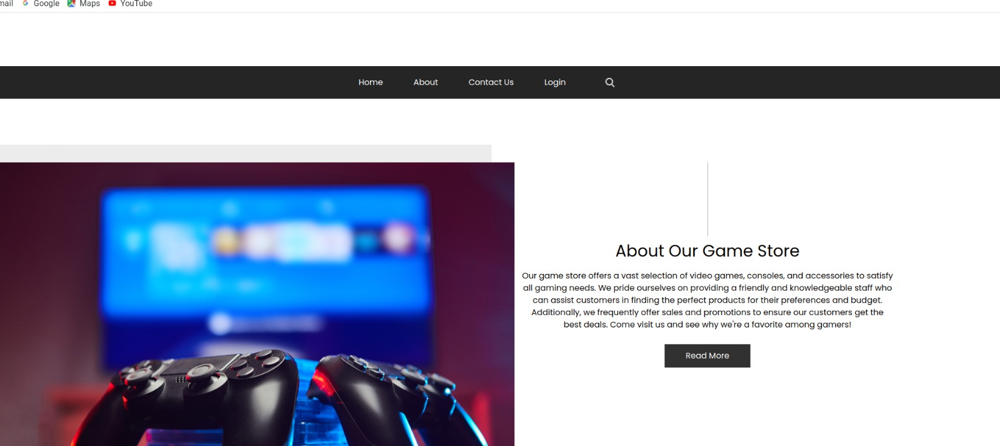 Google Maps YouTube
Home About Contact Us Login
About Our Game Store
Our game store offers a vast selection of video games, consoles, and accessories to satisfy
all gaming needs. We pride ourselves on providing a friendly and knowledgeable staff who
can assist customers in finding the perfect products for their preferences and budget.
Additionally, we frequently offer sales and promotions to ensure our customers get the
best deals. Come visit us and see why we're a favorite among gamers!
Read More